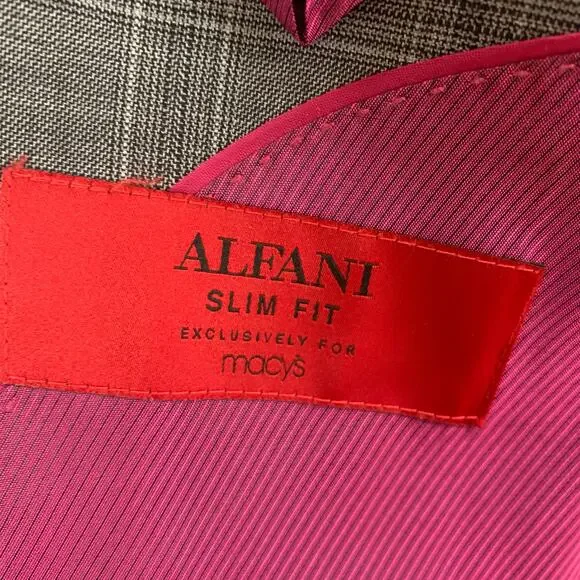 ALFANI
SLIM FIT
EXCLUSIVELY FOR
macy's